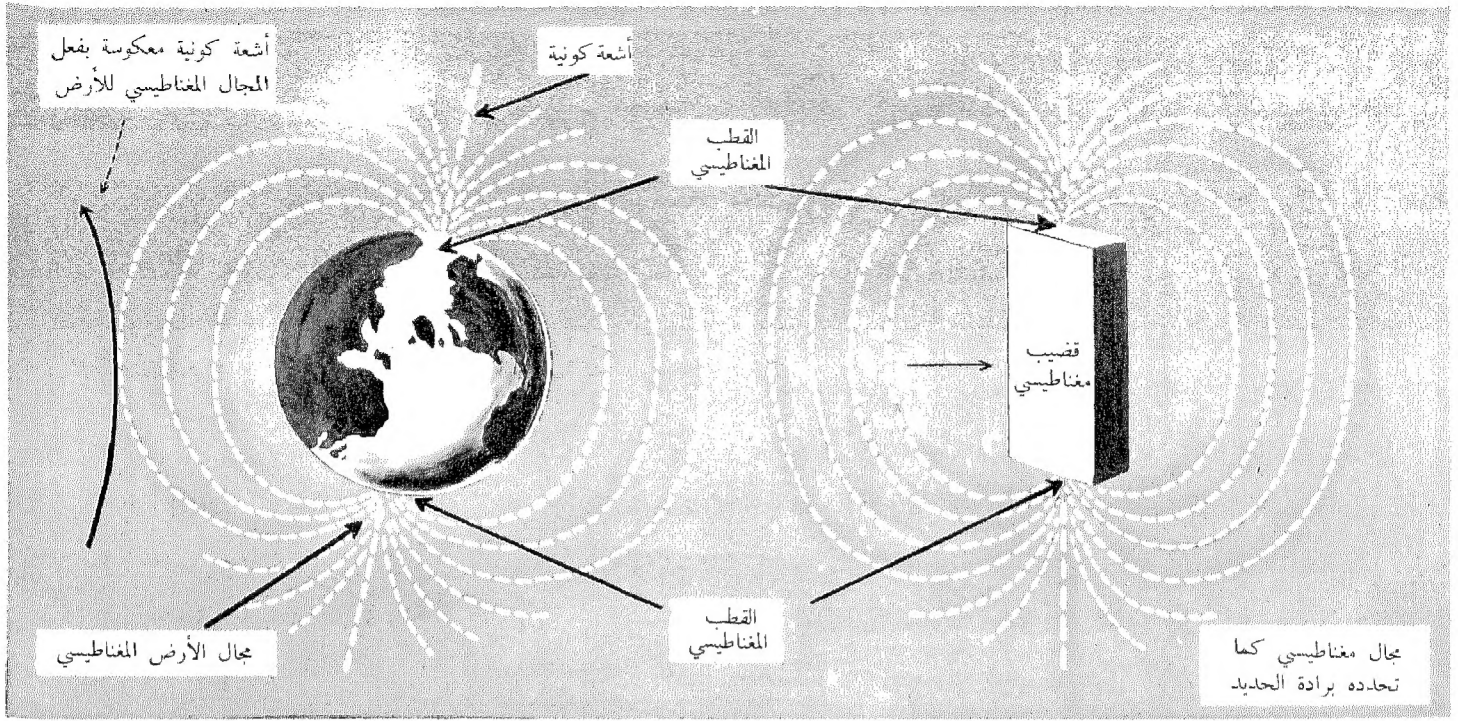 أشعة كونية معكوسة بفعل
المجال المغناطيسي للأرض
أشعة كونية
القطب
المغناطيسي
قضيب
مغناطيسي
القطب
المغناطيسي
مجال الأرض المغناطيسي
مجال مغناطيسي كما
تحدده برادة الحديد